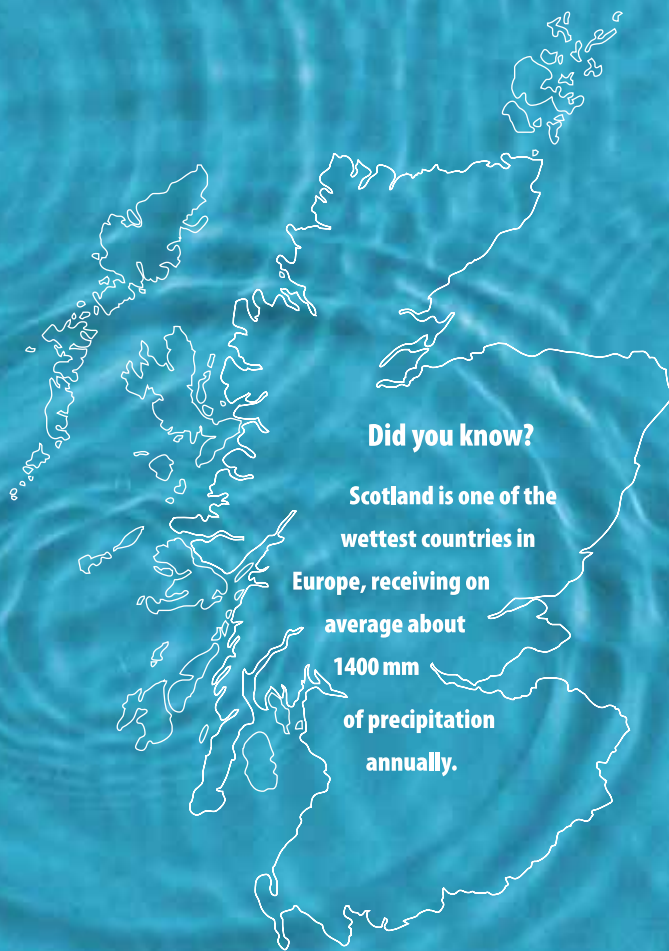 Did you know?
Scotland is one of the
wettest countries in
Europe, receiving on
average about
1400 mm
of precipitation
annually.